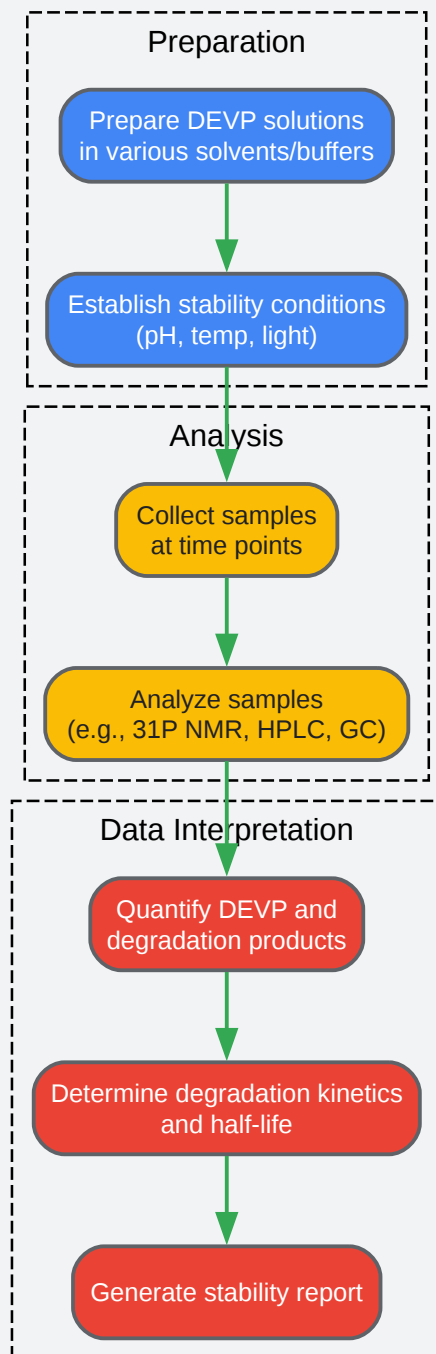 Preparation
Prepare DEVP solutions
in various solvents/buffers
Establish stability conditions
(pH, temp, light)
Analysis
Collect samples
at time points
Analyze samples
(e.g., 31P NMR, HPLC, GC)
Data Interpretation
Quantify DEVP and
degradation products
Determine degradation kinetics
and half-life
Generate stability report